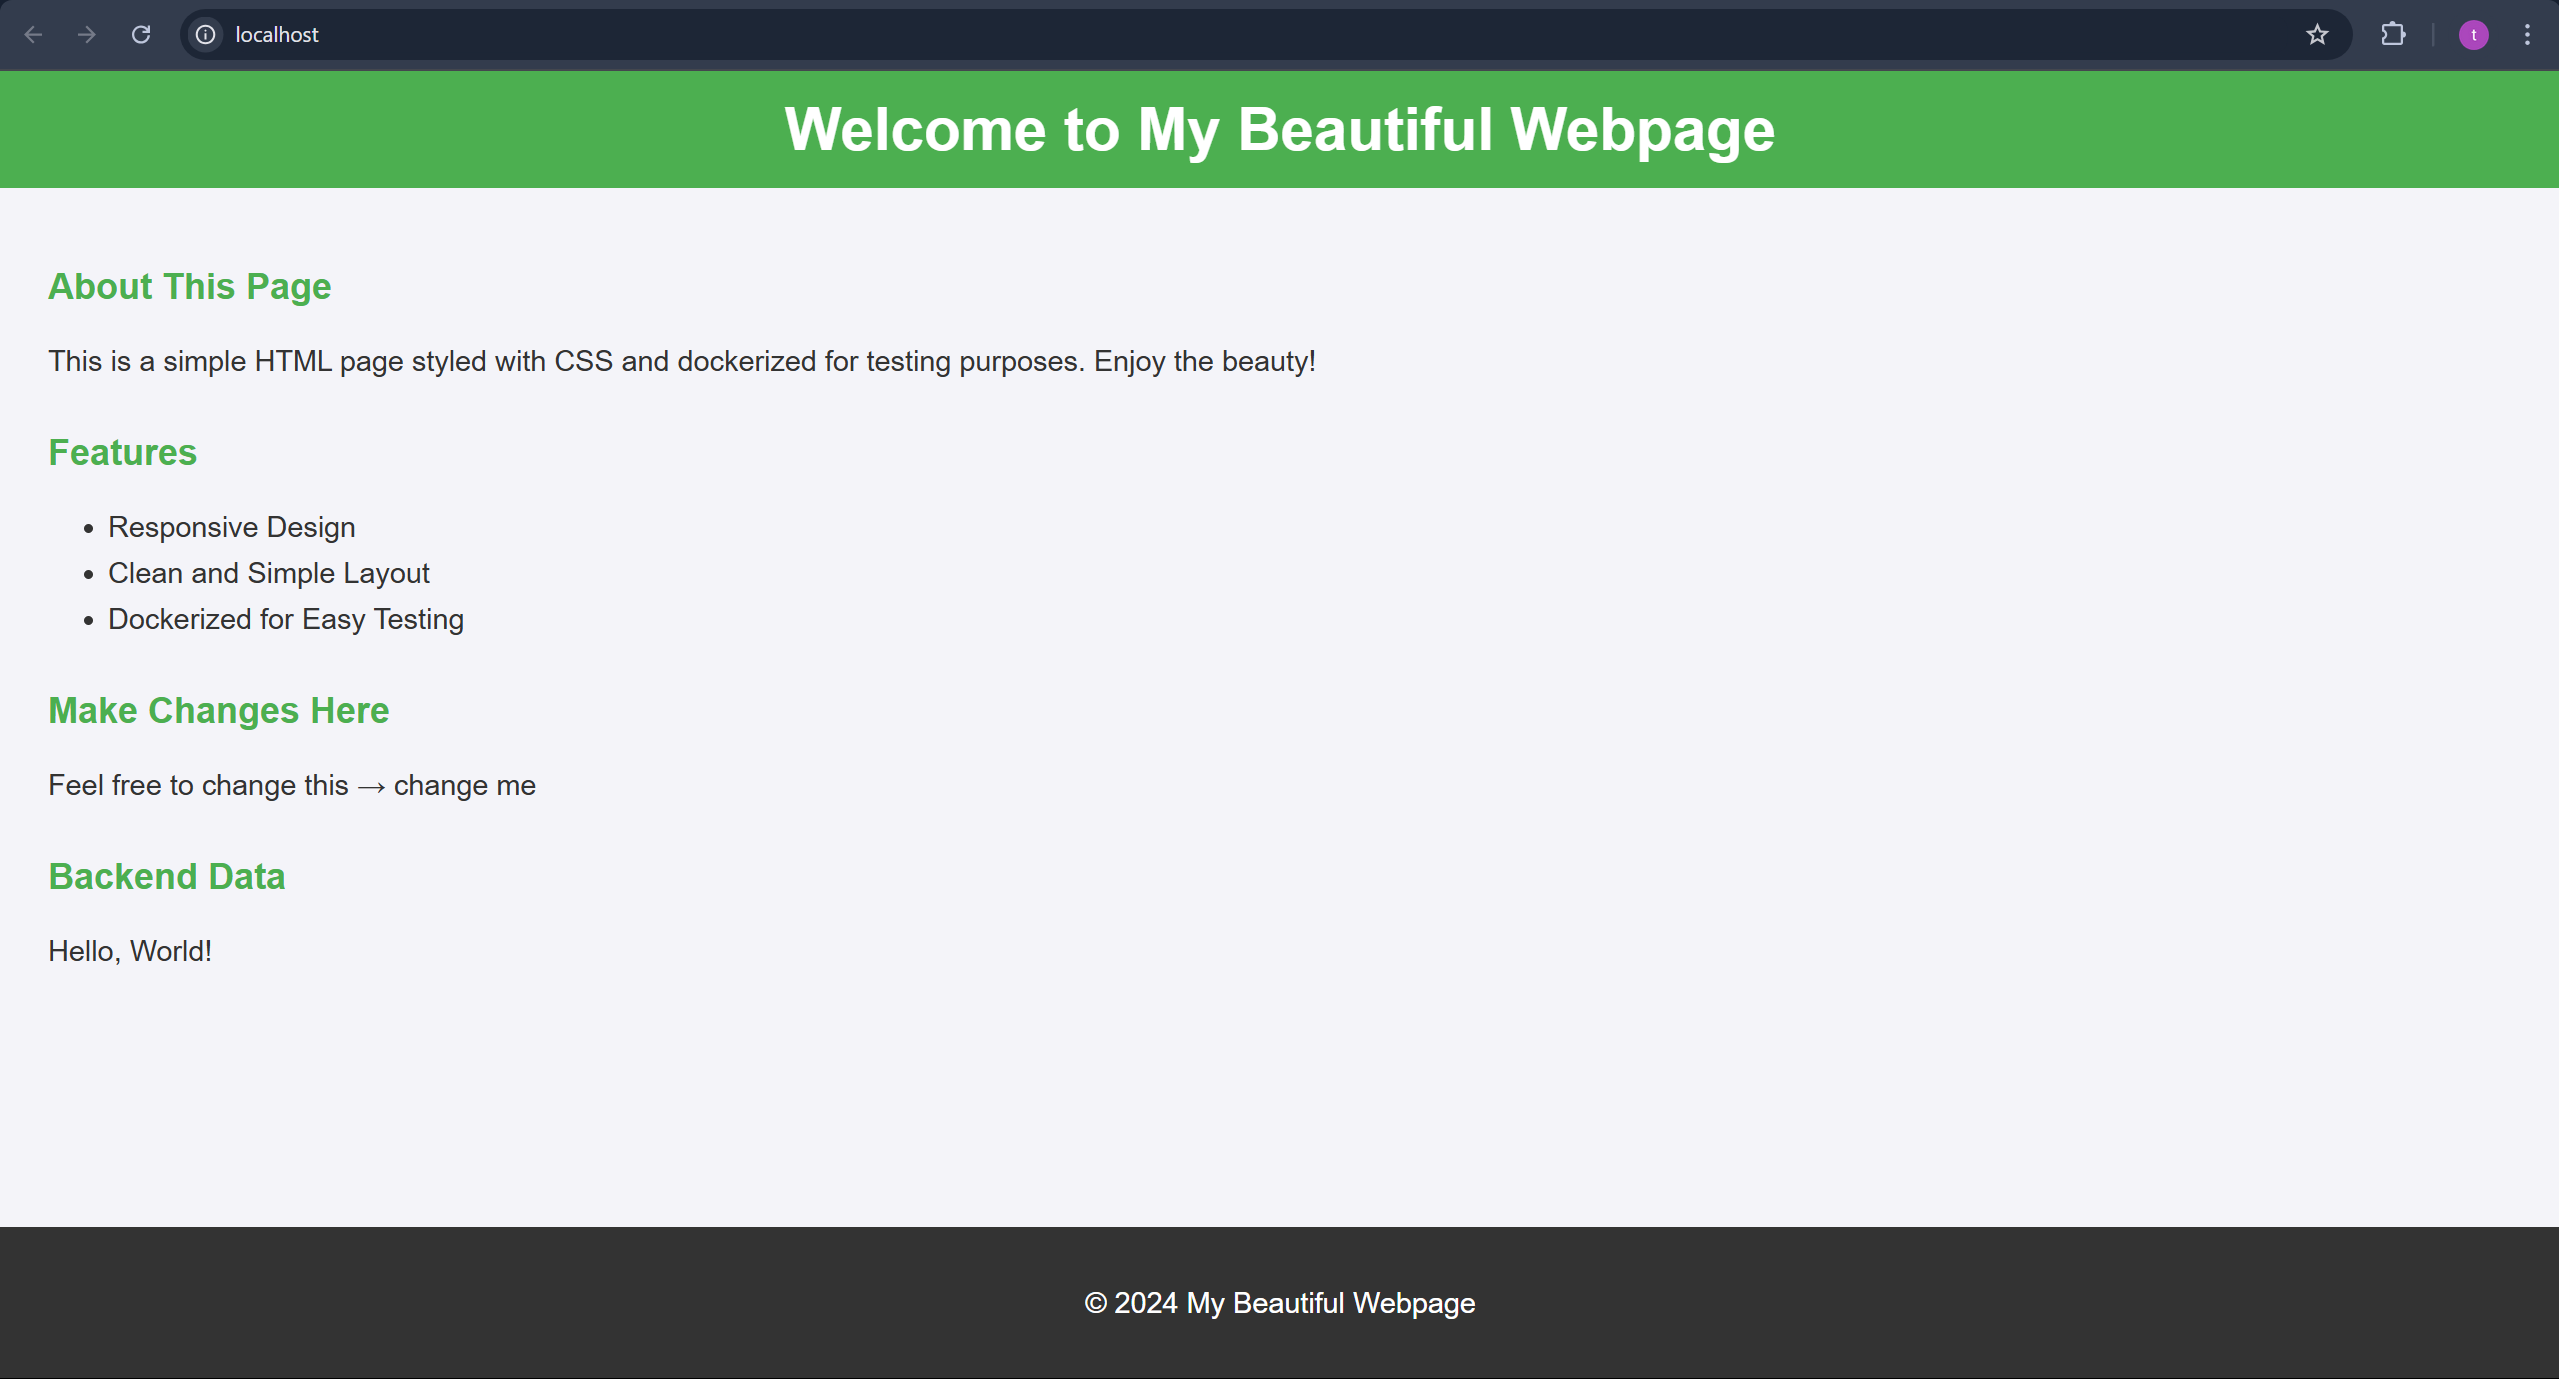 localhost
t
Welcome to My Beautiful Webpage
About This Page
This is a simple HTML page styled with CSS and dockerized for testing purposes. Enjoy the beauty!
Features
• Responsive Design
• Clean and Simple Layout
• Dockerized for Easy Testing
Make Changes Here
Feel free to change this → change me
Backend Data
Hello, World!
© 2024 My Beautiful Webpage